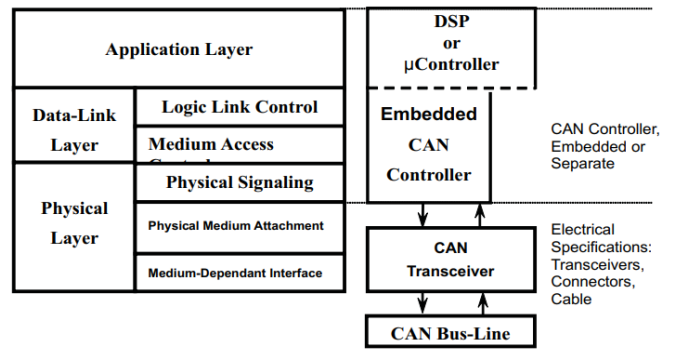 Application Layer
Data-Link
Layer
Logic Link Control
Medium Access
Physical
Layer
Physical Signaling
Physical Medium Attachment
Medium-Dependant Interface
DSP
or
µController
Embedded
CAN
Controller
CAN
Transceiver
CAN Bus-Line
CAN Controller,
Embedded or
Separate
Electrical
Specifications:
Transceivers,
Connectors,
Cable